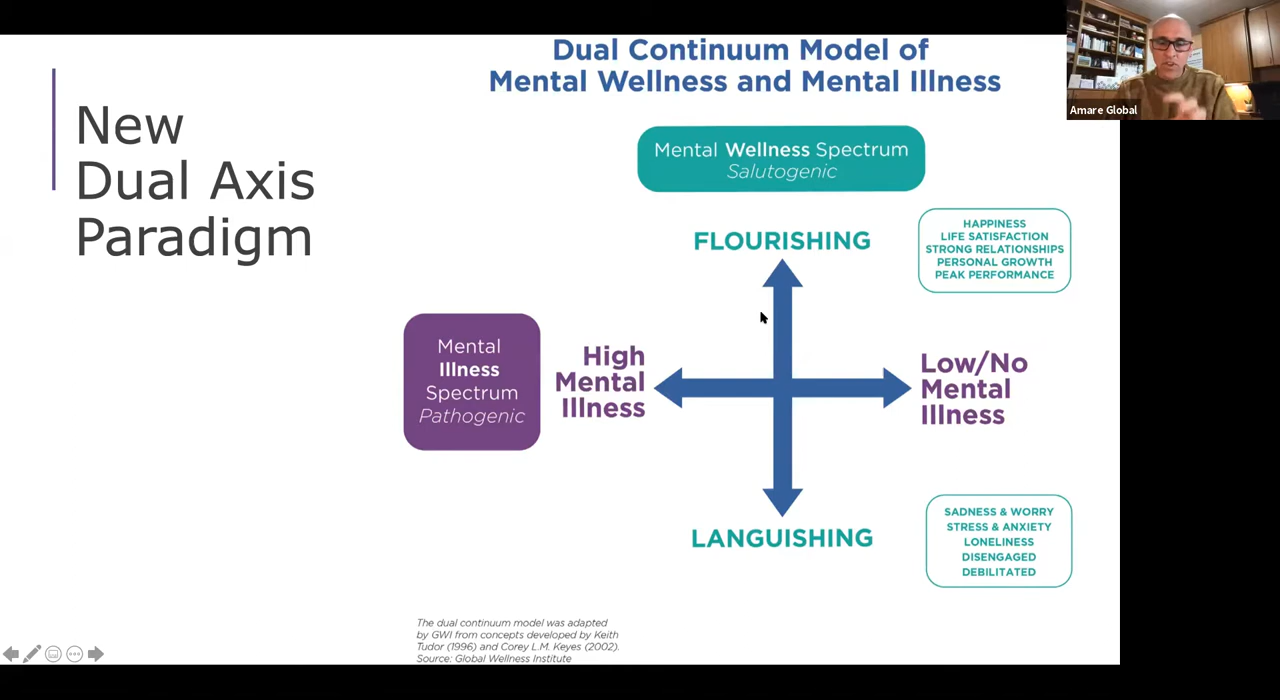 New
Dual Axis
Paradigm
Dual Continuum Model of
Mental Wellness and Mental Illness
Amare Global
Mental Wellness Spectrum
Salutogenic
FLOURISHING
HAPPINESS
LIFE SATISFACTION
STRONG RELATIONSHIPS
PERSONAL GROWTH
PEAK PERFORMANCE
Mental
Illness
Spectrum
Pathogenic
High
Mental
Illness
Low/No
Mental
Illness
LANGUISHING
SADNESS & WORRY
STRESS & ANXIETY
LONELINESS
DISENGAGED
DEBILITATED
The dual continuum model was adapted
by GWI from concepts developed by Keith
Tudor (1996) and Corey L.M. Keyes (2002).
Source: Global Wellness Institute